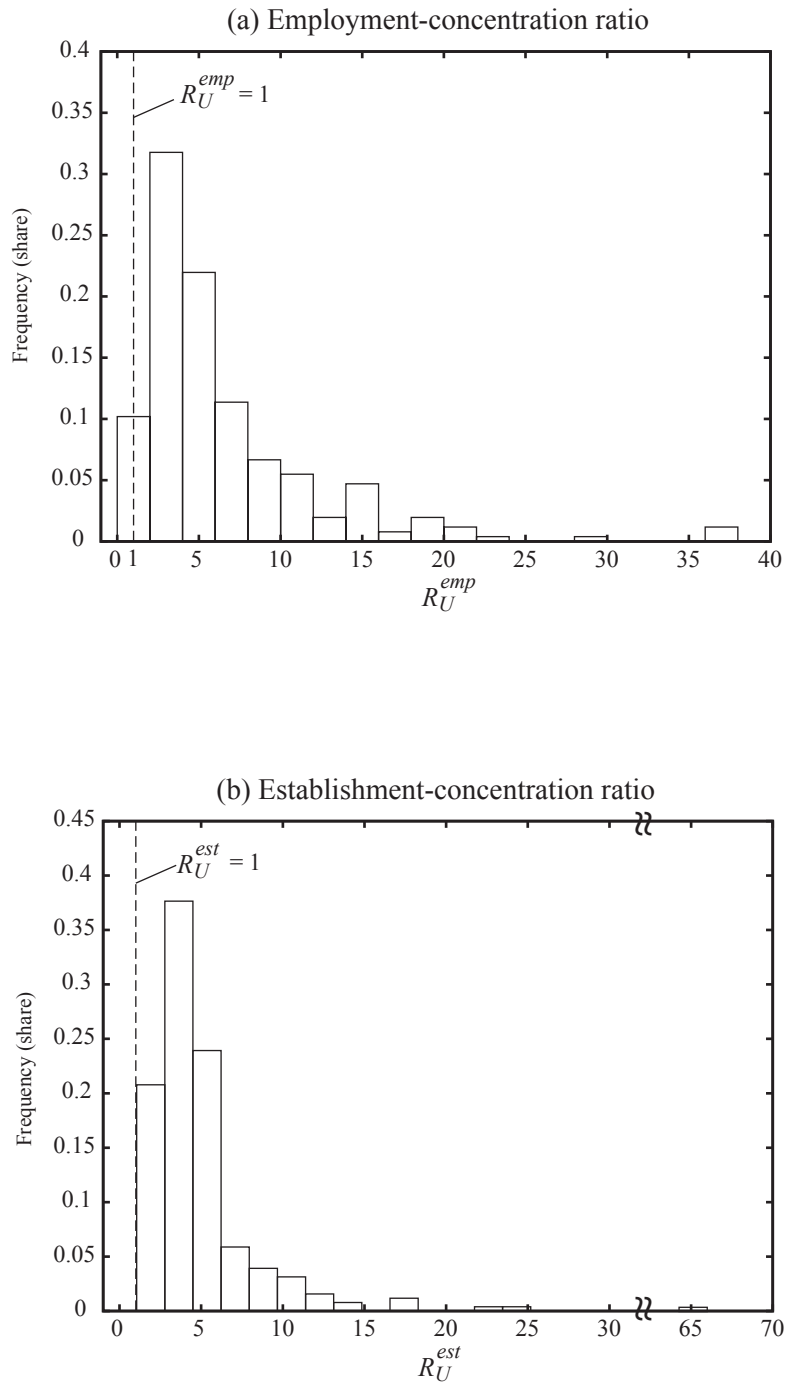 (a) Employment-concentration ratio
0.4
R_U^emp = 1
0.35
0.3
0.25
0.2
0.15
0.1
0.05
0
Frequency (share)
0 1 5 10 15 20 25 30 35 40
R_U^emp
(b) Establishment-concentration ratio
0.45
R_U^est = 1
0.4
0.35
0.3
0.25
0.2
0.15
0.1
0.05
0
Frequency (share)
0 5 10 15 20 25 30 65 70
R_U^est